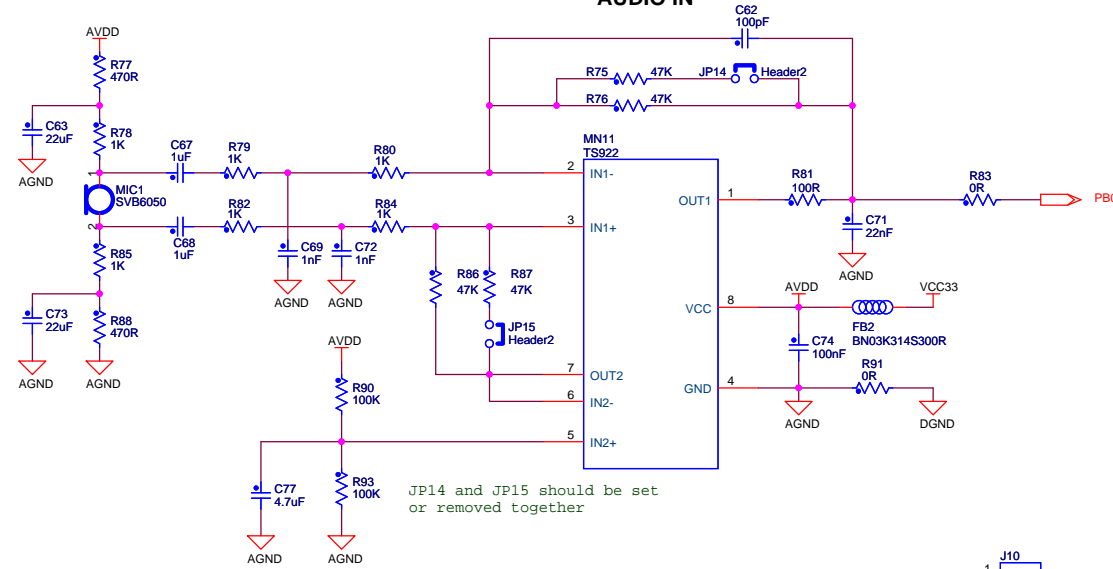 AUDIO IN
C62
100pF
AVDD
R77
470R
R75
47K
JP14
Header2
R76
47K
C63
22uF
R78
1K
AGND
C67
1uF
R79
1K
R80
1K
MN11
TS922
1
2
IN1-
MIC1
SVB6050
2
C68
1uF
R82
1K
R84
1K
3
IN1+
OUT1
1
R81
100R
R83
0R
C71
22nF
AGND
R85
1K
C69
1nF
C72
1nF
AGND
AGND
R86
47K
R87
47K
JP15
Header2
C73
22uF
R88
470R
AGND
AGND
VCC
8
AVDD
VCC33
FB2
BN03K314S300R
C74
100nF
GND
4
R91
0R
AGND
DGND
AVDD
R90
100K
7
OUT2
6
IN2-
5
IN2+
C77
4.7uF
R93
100K
AGND
AGND
JP14 and JP15 should be set
or removed together
J10
1